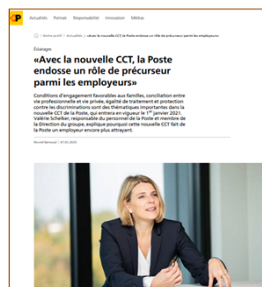 Actualités Portrait Responsabilité Innovation Médias
Éclairages
«Avec la nouvelle CCT, la Poste
endosse un rôle de précurseur
parmi les employeurs»
Conditions d'engagement favorables aux familles, conciliation entre
vie professionnelle et vie privée, égalité de traitement et protection
contre les discriminations sont des thématiques importantes dans la
nouvelle CCT de la Poste, qui entrera en vigueur le 1er janvier 2021.
Valérie Schelker, responsable du personnel de la Poste et membre de
la Direction du groupe, explique pourquoi cette nouvelle CCT fait de
la Poste un employeur encore plus attrayant.